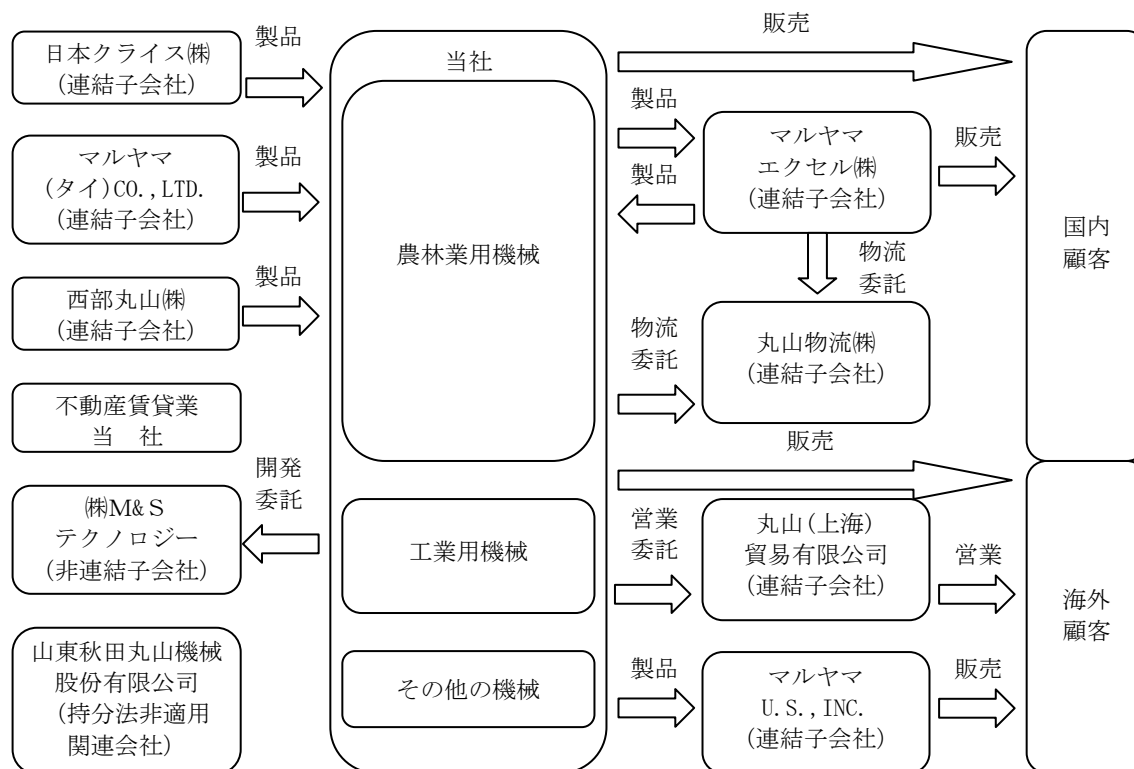 日本クライス㈱
(連結子会社)
製品
マルヤマ
(タイ)CO.,LTD.
(連結子会社)
製品
西部丸山㈱
(連結子会社)
製品
不動産賃貸業
当　社
㈱M&S
テクノロジー
(非連結子会社)
開発
委託
山東秋田丸山機械
股份有限公司
(持分法非適用
関連会社)
当社
農林業用機械
工業用機械
その他の機械
販売
製品
製品
マルヤマ
エクセル㈱
(連結子会社)
販売
物流
委託
物流
委託
丸山物流㈱
(連結子会社)
販売
営業
委託
丸山(上海)
貿易有限公司
(連結子会社)
営業
製品
マルヤマ
U.S.,INC.
(連結子会社)
販売
国内
顧客
海外
顧客